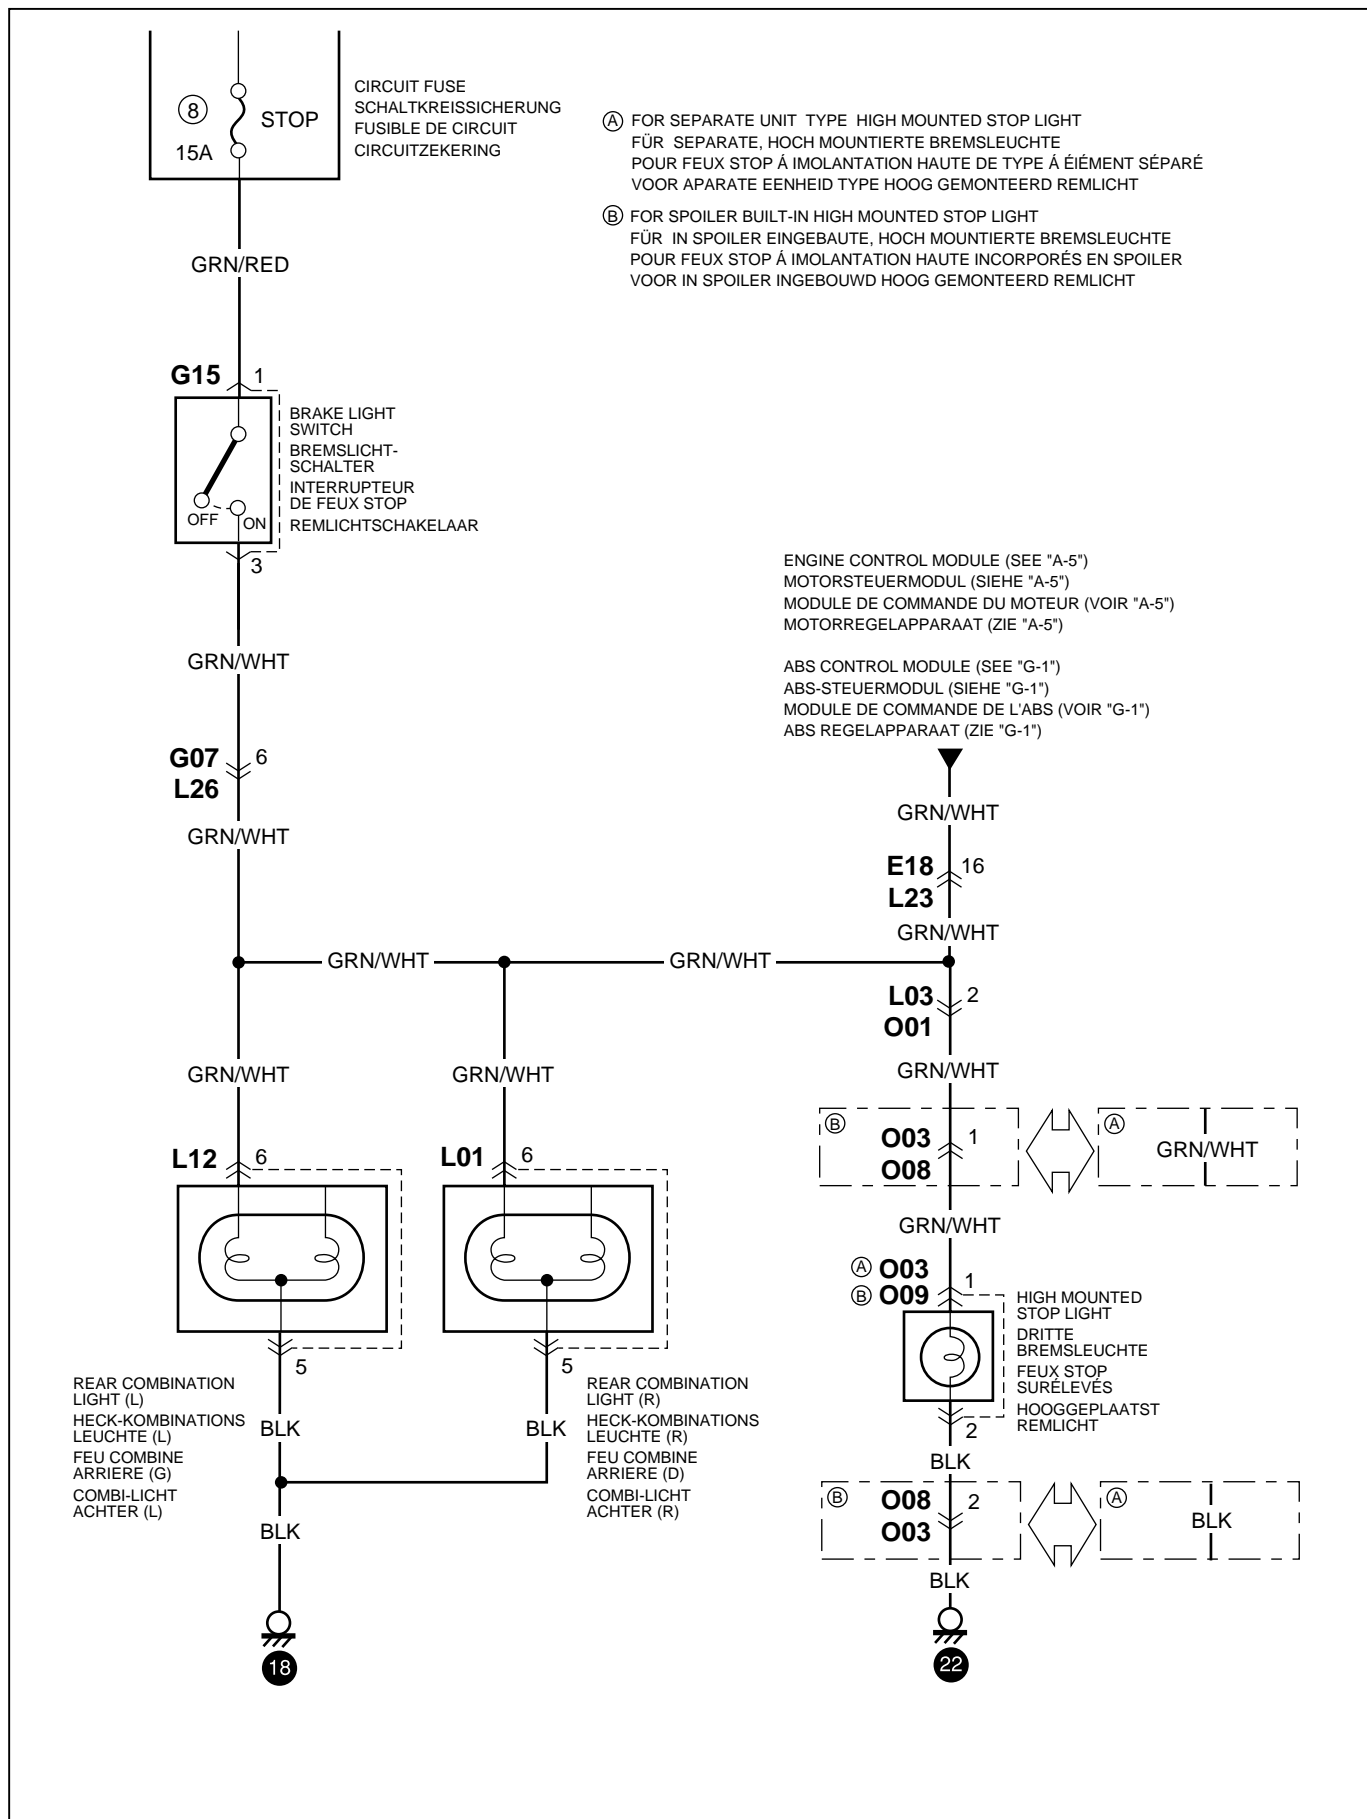 8
15A
STOP
CIRCUIT FUSE
SCHALTKREISSICHERUNG
FUSIBLE DE CIRCUIT
CIRCUITZEKERING
A FOR SEPARATE UNIT TYPE HIGH MOUNTED STOP LIGHT
FÜR SEPARATE, HOCH MOUNTIERTE BREMSLEUCHTE
POUR FEUX STOP Á IMOLANTATION HAUTE DE TYPE Á ÉIÉMENT SÉPARÉ
VOOR APARATE EENHEID TYPE HOOG GEMONTEERD REMLICHT
B FOR SPOILER BUILT-IN HIGH MOUNTED STOP LIGHT
FÜR IN SPOILER EINGEBAUTE, HOCH MOUNTIERTE BREMSLEUCHTE
POUR FEUX STOP Á IMOLANTATION HAUTE INCORPORÉS EN SPOILER
VOOR IN SPOILER INGEBOUWD HOOG GEMONTEERD REMLICHT
GRN/RED
G15 1
BRAKE LIGHT
SWITCH
BREMSLICHT-
SCHALTER
INTERRUPTEUR
DE FEUX STOP
REMLICHTSCHAKELAAR
OFF ON
3
GRN/WHT
G07 6
L26
GRN/WHT
ENGINE CONTROL MODULE (SEE "A-5")
MOTORSTEUERMODUL (SIEHE "A-5")
MODULE DE COMMANDE DU MOTEUR (VOIR "A-5")
MOTORREGELAPPARAAT (ZIE "A-5")
ABS CONTROL MODULE (SEE "G-1")
ABS-STEUERMODUL (SIEHE "G-1")
MODULE DE COMMANDE DE L'ABS (VOIR "G-1")
ABS REGELAPPARAAT (ZIE "G-1")
GRN/WHT
E18 16
L23
GRN/WHT
GRN/WHT GRN/WHT
L03 2
O01
GRN/WHT GRN/WHT GRN/WHT
B O03 1
O08
A GRN/WHT
L12 6
L01 6
GRN/WHT
A O03 1
B O09
HIGH MOUNTED
STOP LIGHT
DRITTE
BREMSLEUCHTE
FEUX STOP
SURÉLEVÉS
HOOGGEPLAATST
REMLICHT
2
5
5
REAR COMBINATION
LIGHT (L)
HECK-KOMBINATIONS
LEUCHTE (L)
FEU COMBINE
ARRIERE (G)
COMBI-LICHT
ACHTER (L)
BLK BLK
REAR COMBINATION
LIGHT (R)
HECK-KOMBINATIONS
LEUCHTE (R)
FEU COMBINE
ARRIERE (D)
COMBI-LICHT
ACHTER (R)
BLK
B O08 2
O03
A BLK
BLK
BLK
18
22